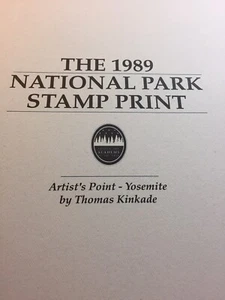 THE 1989
NATIONAL PARK
STAMP PRINT
Artist's Point - Yosemite
by Thomas Kinkade